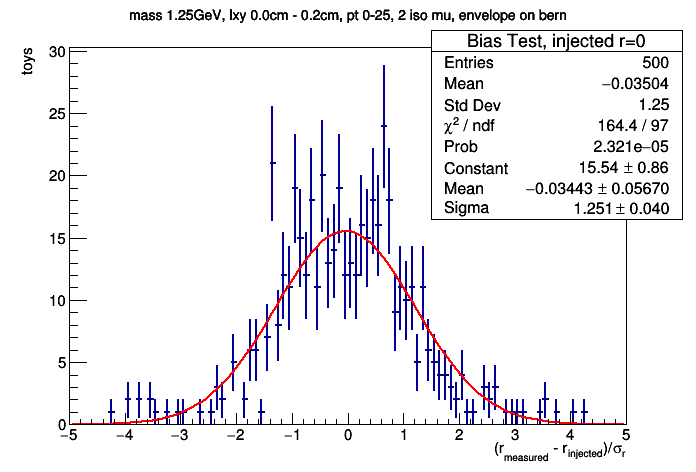 mass 1.25GeV, lxy 0.0cm - 0.2cm, pt 0-25, 2 iso mu, envelope on bern
toys
30
25
20
15
10
5
0
Bias Test, injected r=0
Entries 500
Mean −0.03504
Std Dev 1.25
χ² / ndf 164.4 / 97
Prob 2.321e−05
Constant 15.54 ± 0.86
Mean −0.03443 ± 0.05670
Sigma 1.251 ± 0.040
−5 −4 −3 −2 −1 0 1 2 3 4 5
(r_measured - r_injected)/σ_r